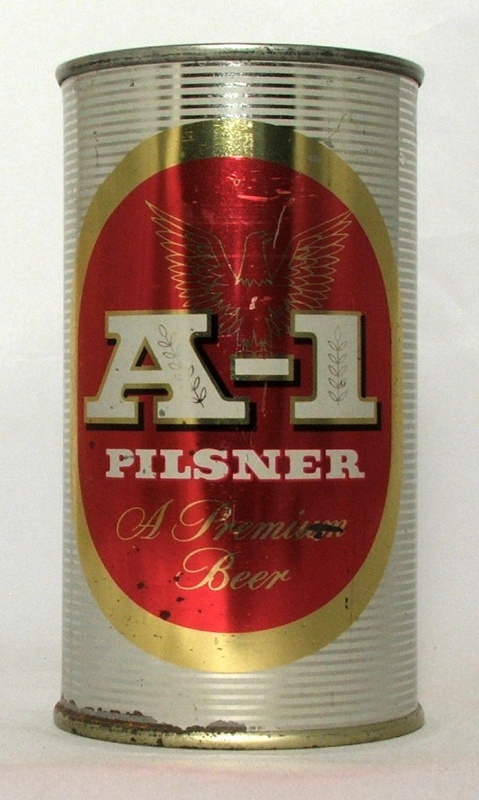 A-1
PILSNER
A Premium
Beer